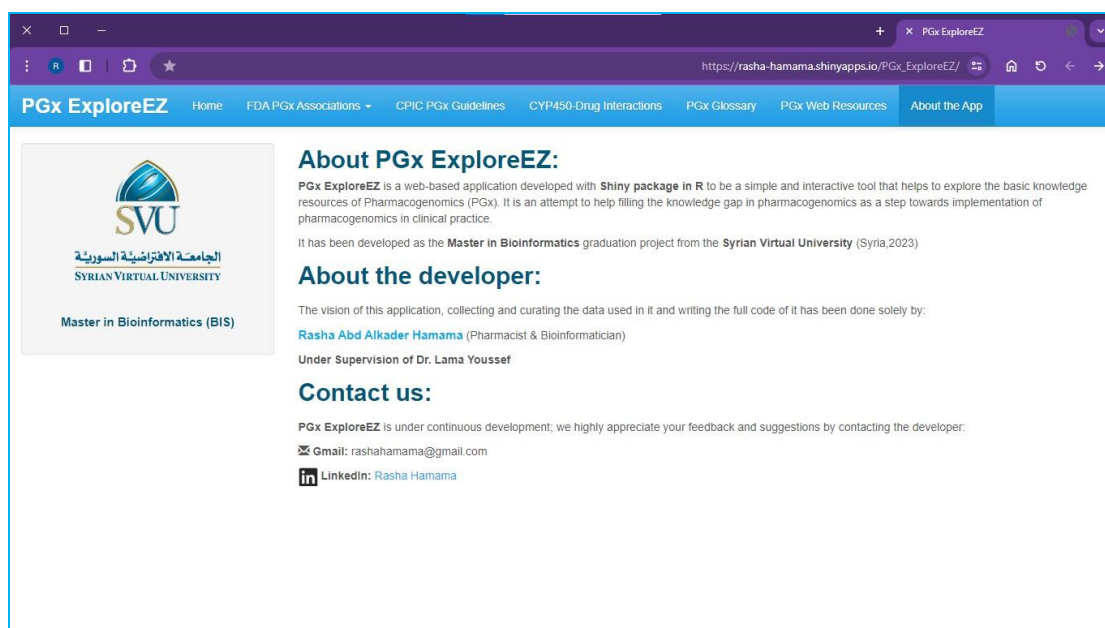 PGx ExploreEZ
https://rasha-hamama.shinyapps.io/PGx_ExploreEZ/
R
PGx ExploreEZ Home FDA PGx Associations CPIC PGx Guidelines CYP450-Drug Interactions PGx Glossary PGx Web Resources About the App
SVU
الجامعة الافتراضية السورية
SYRIAN VIRTUAL UNIVERSITY
Master in Bioinformatics (BIS)
About PGx ExploreEZ:
PGx ExploreEZ is a web-based application developed with Shiny package in R to be a simple and interactive tool that helps to explore the basic knowledge
resources of Pharmacogenomics (PGx). It is an attempt to help filling the knowledge gap in pharmacogenomics as a step towards implementation of
pharmacogenomics in clinical practice.
It has been developed as the Master in Bioinformatics graduation project from the Syrian Virtual University (Syria,2023)
About the developer:
The vision of this application, collecting and curating the data used in it and writing the full code of it has been done solely by:
Rasha Abd Alkader Hamama (Pharmacist & Bioinformatician)
Under Supervision of Dr. Lama Youssef
Contact us:
PGx ExploreEZ is under continuous development; we highly appreciate your feedback and suggestions by contacting the developer:
Gmail: rashahamama@gmail.com
in LinkedIn: Rasha Hamama